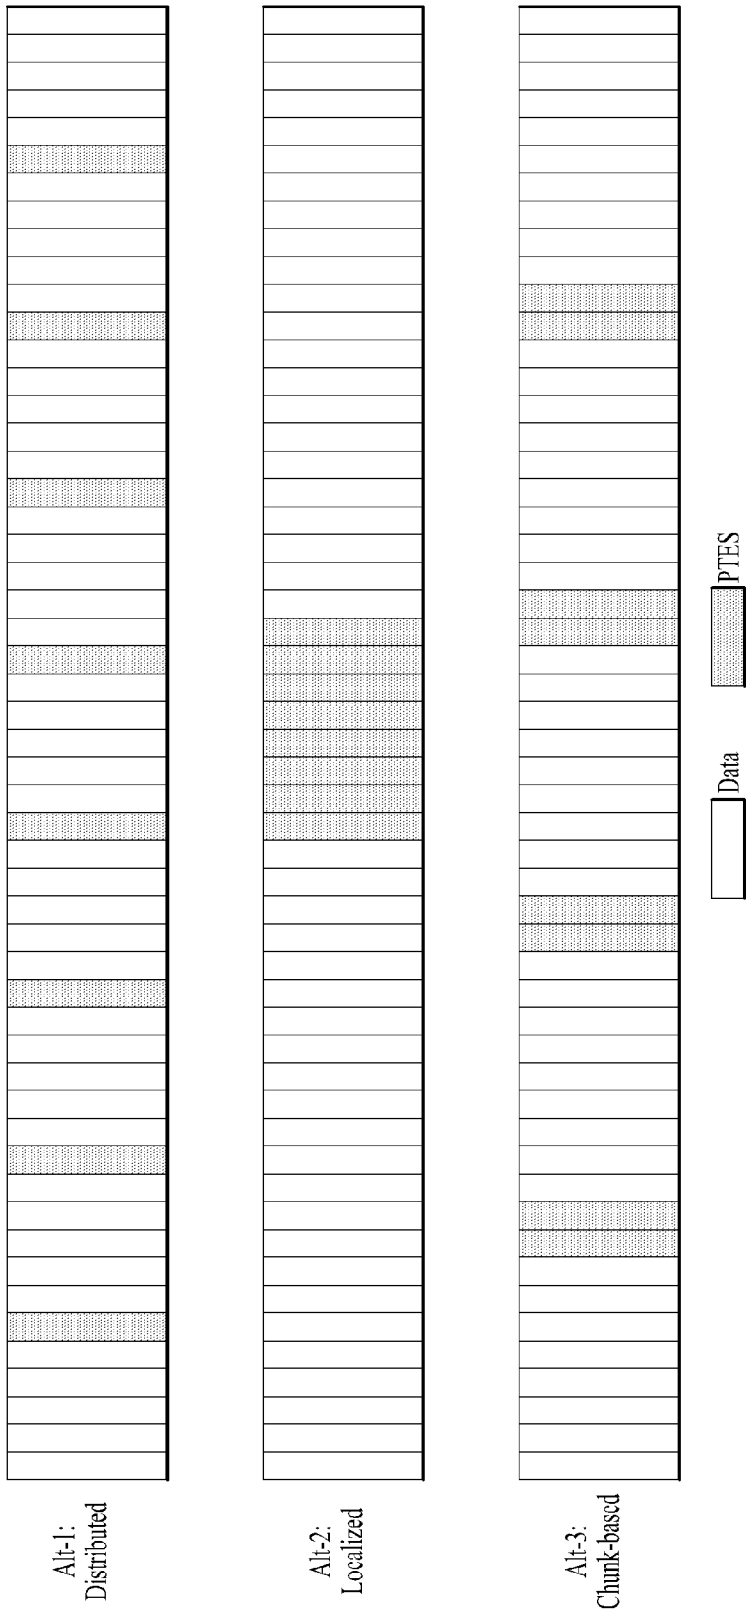 Alt-1:
Distributed
Alt-2:
Localized
Alt-3:
Chunk-based
Data
PTES